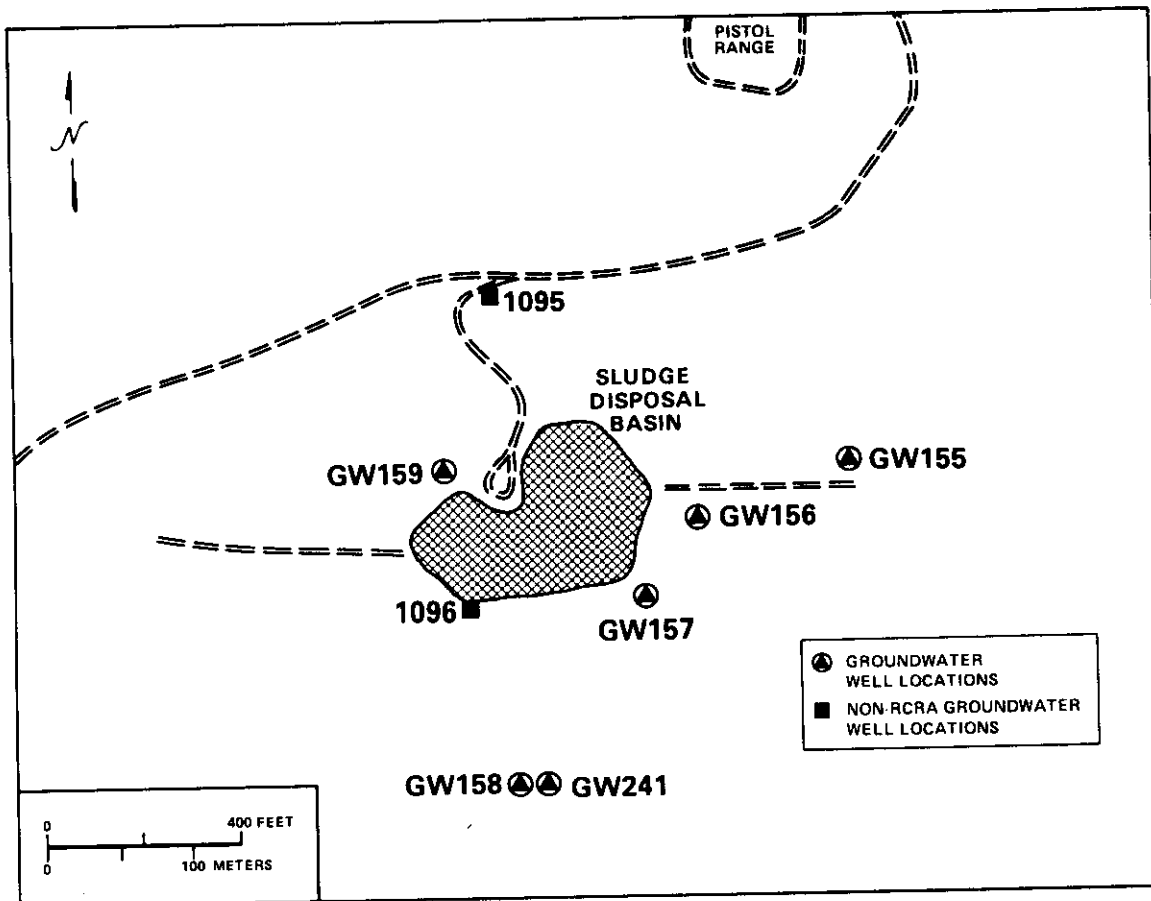 PISTOL
RANGE
N
1095
SLUDGE
DISPOSAL
BASIN
GW159
GW155
GW156
1096
GW157
GROUNDWATER
WELL LOCATIONS
NON-RCRA GROUNDWATER
WELL LOCATIONS
GW158 GW241
0 400 FEET
0 100 METERS